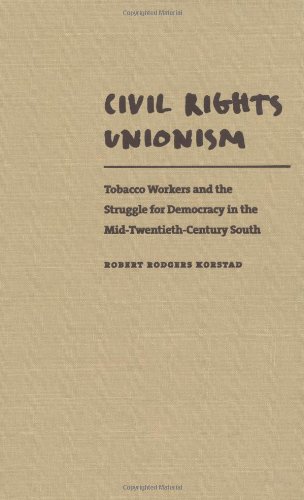 CIVIL RIGHTS
UNIONISM
Tobacco Workers and the
Struggle for Democracy in the
Mid-Twentieth-Century South
ROBERT RODGERS KORSTAD